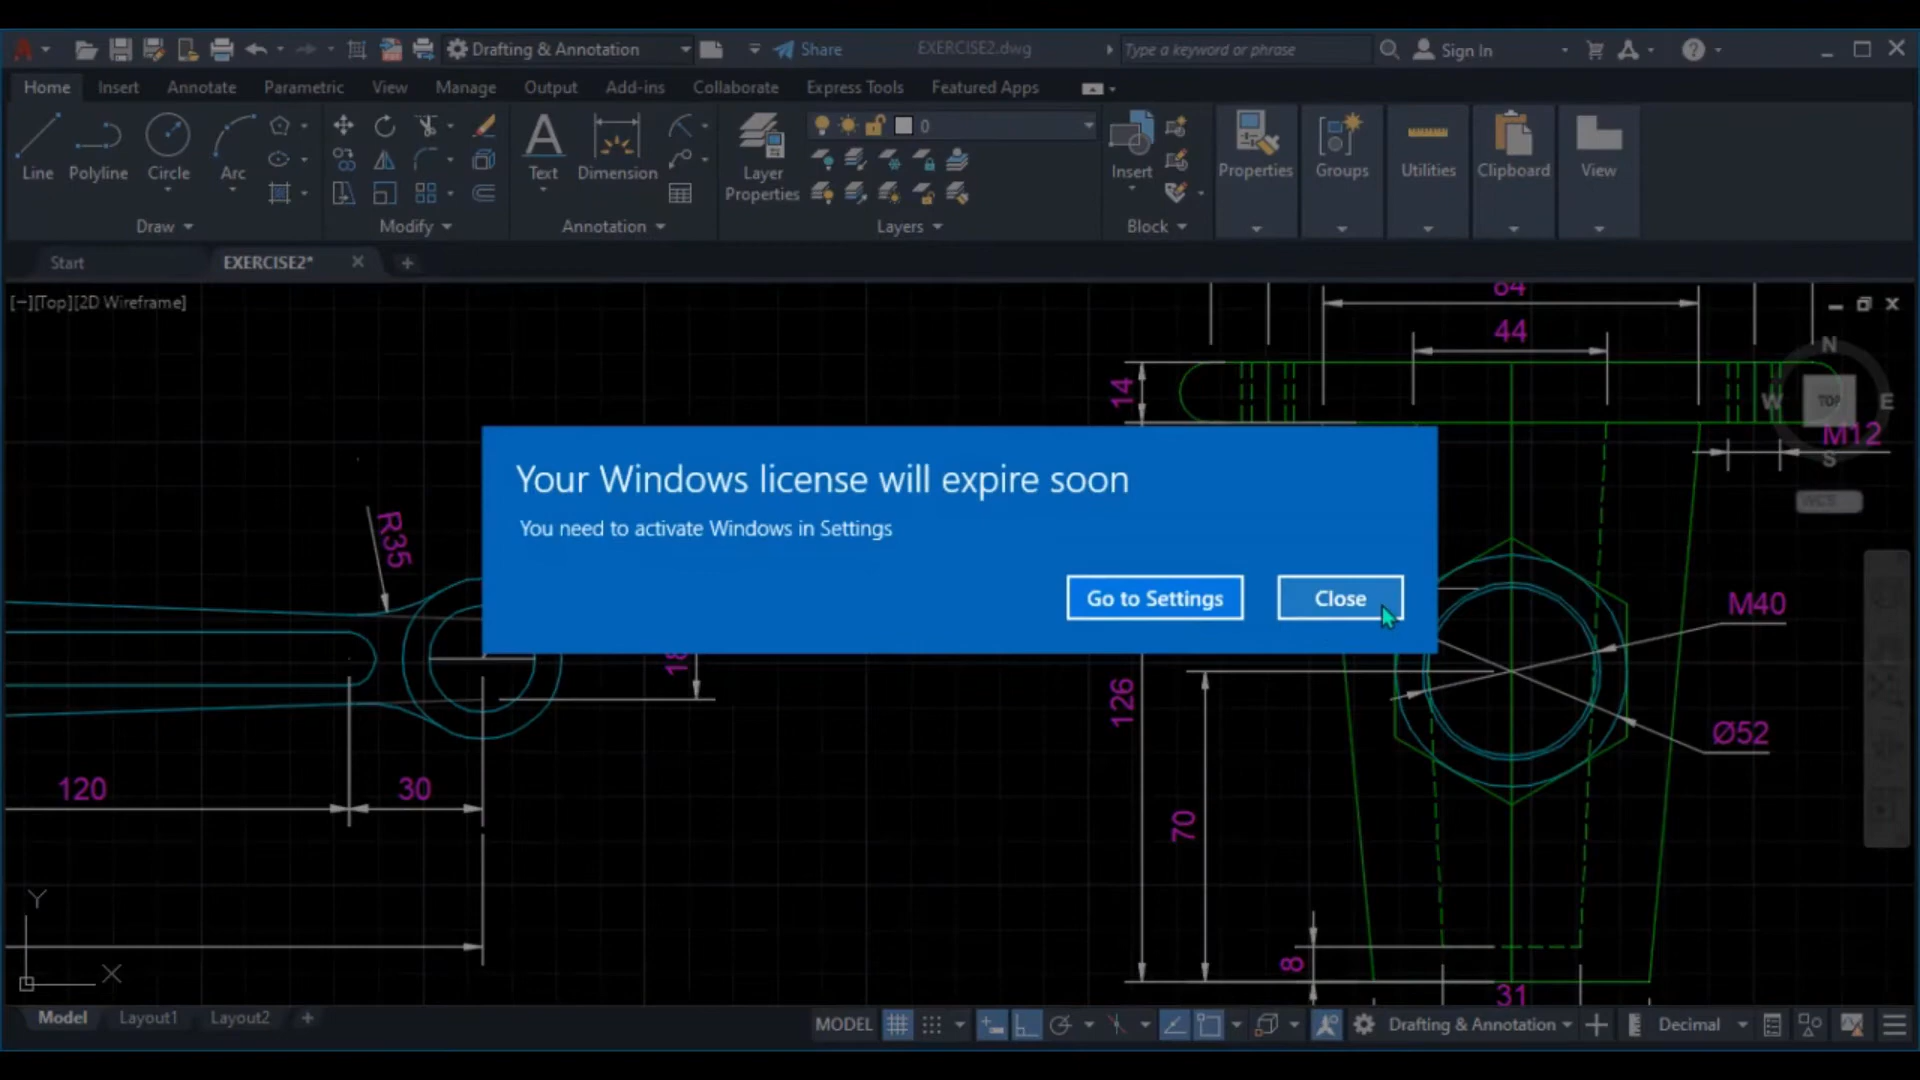 Drafting & Annotation
Share
EXERCISE2.dwg
Type a keyword or phrase
Sign In
Home Insert Annotate Parametric View Manage Output Add-ins Collaborate Express Tools Featured Apps
Line Polyline Circle Arc
Text Dimension
Layer Properties
0
Insert
Properties Groups Utilities Clipboard View
Draw Modify Annotation Layers Block
Start EXERCISE2*
[−][Top][2D Wireframe]
44
14
N
W TOP E
S
M12
WCS
Your Windows license will expire soon
You need to activate Windows in Settings
Go to Settings Close
R35
M40
126
Ø52
120 30
70
8
31
Y
X
Model Layout1 Layout2
MODEL
Drafting & Annotation
Decimal